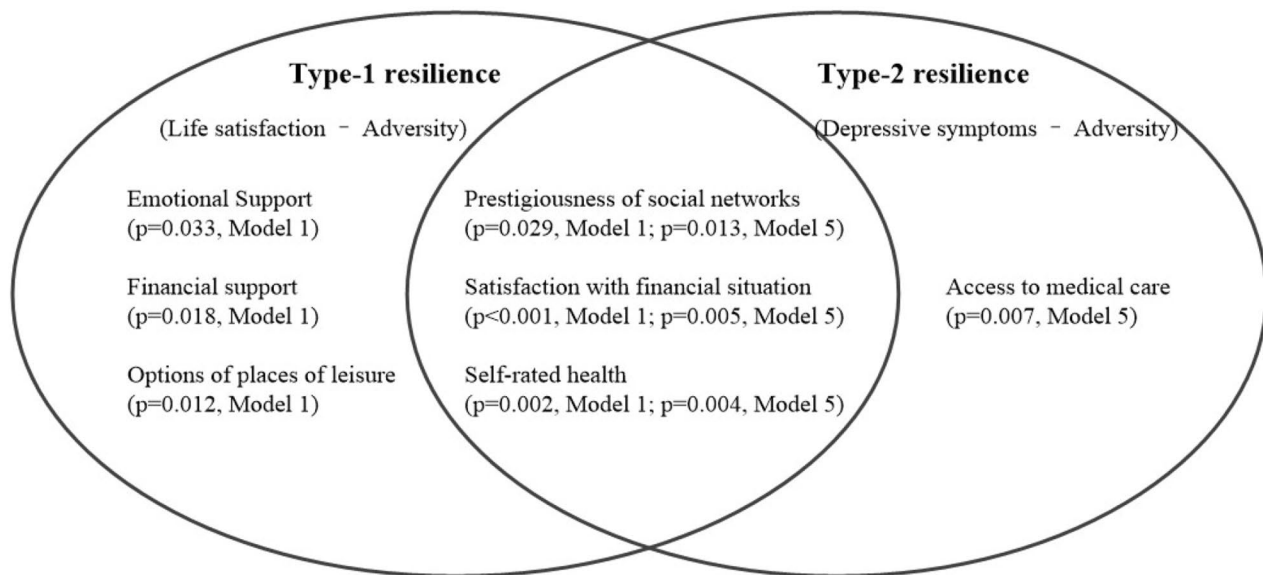 Type-1 resilience
(Life satisfaction - Adversity)
Emotional Support
(p=0.033, Model 1)
Financial support
(p=0.018, Model 1)
Options of places of leisure
(p=0.012, Model 1)
Prestigiousness of social networks
(p=0.029, Model 1; p=0.013, Model 5)
Satisfaction with financial situation
(p<0.001, Model 1; p=0.005, Model 5)
Self-rated health
(p=0.002, Model 1; p=0.004, Model 5)
Type-2 resilience
(Depressive symptoms - Adversity)
Access to medical care
(p=0.007, Model 5)